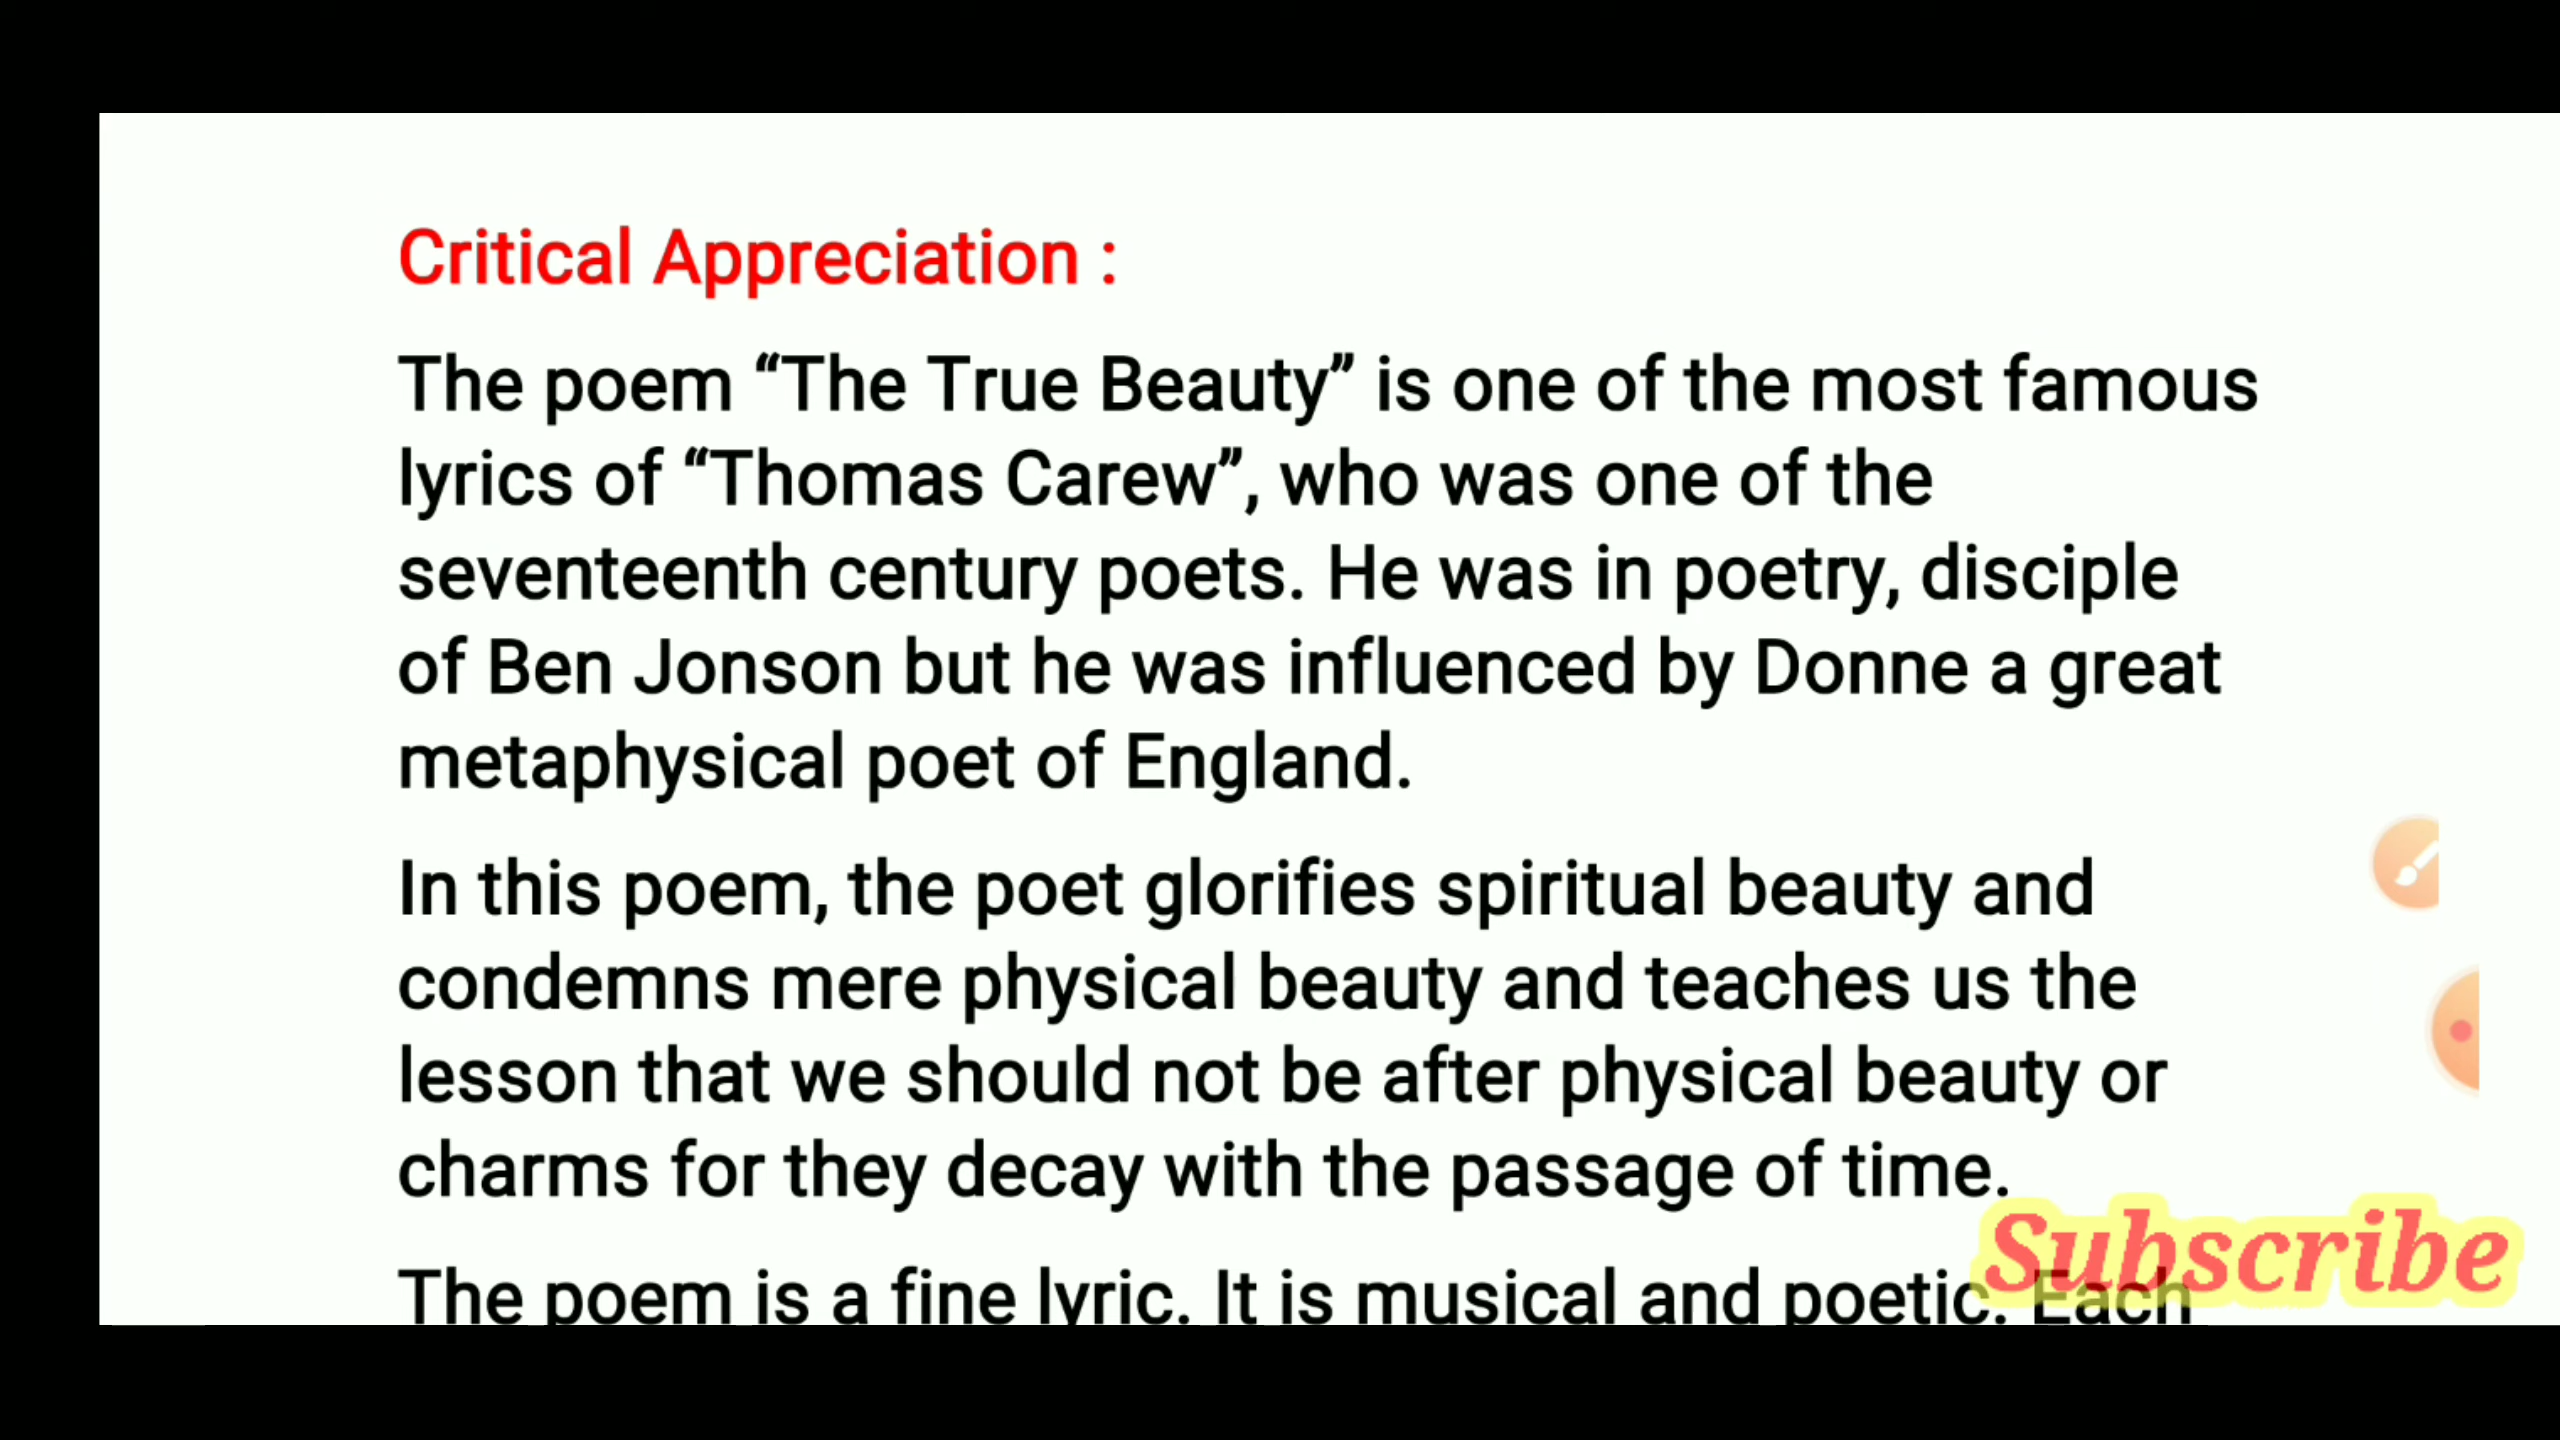 Critical Appreciation :
The poem “The True Beauty” is one of the most famous
lyrics of “Thomas Carew”, who was one of the
seventeenth century poets. He was in poetry, disciple
of Ben Jonson but he was influenced by Donne a great
metaphysical poet of England.
In this poem, the poet glorifies spiritual beauty and
condemns mere physical beauty and teaches us the
lesson that we should not be after physical beauty or
charms for they decay with the passage of time.
The poem is a fine lyric. It is musical and poetic. Each
Subscribe